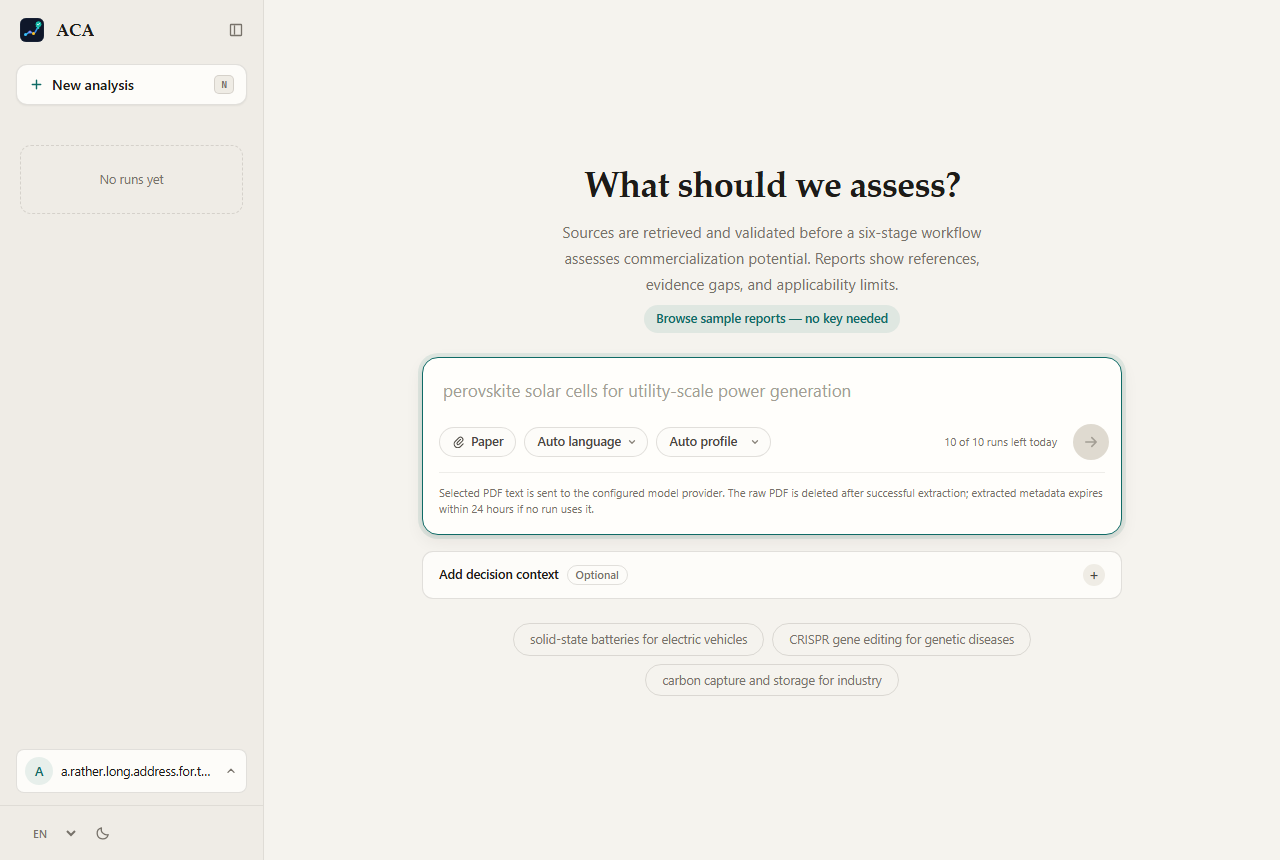 ACA
New analysis
N
No runs yet
What should we assess?
Sources are retrieved and validated before a six-stage workflow
assesses commercialization potential. Reports show references,
evidence gaps, and applicability limits.
Browse sample reports — no key needed
perovskite solar cells for utility-scale power generation
Paper
Auto language
Auto profile
10 of 10 runs left today
Selected PDF text is sent to the configured model provider. The raw PDF is deleted after successful extraction; extracted metadata expires
within 24 hours if no run uses it.
Add decision context
Optional
solid-state batteries for electric vehicles
CRISPR gene editing for genetic diseases
carbon capture and storage for industry
A
a.rather.long.address.for.t...
EN